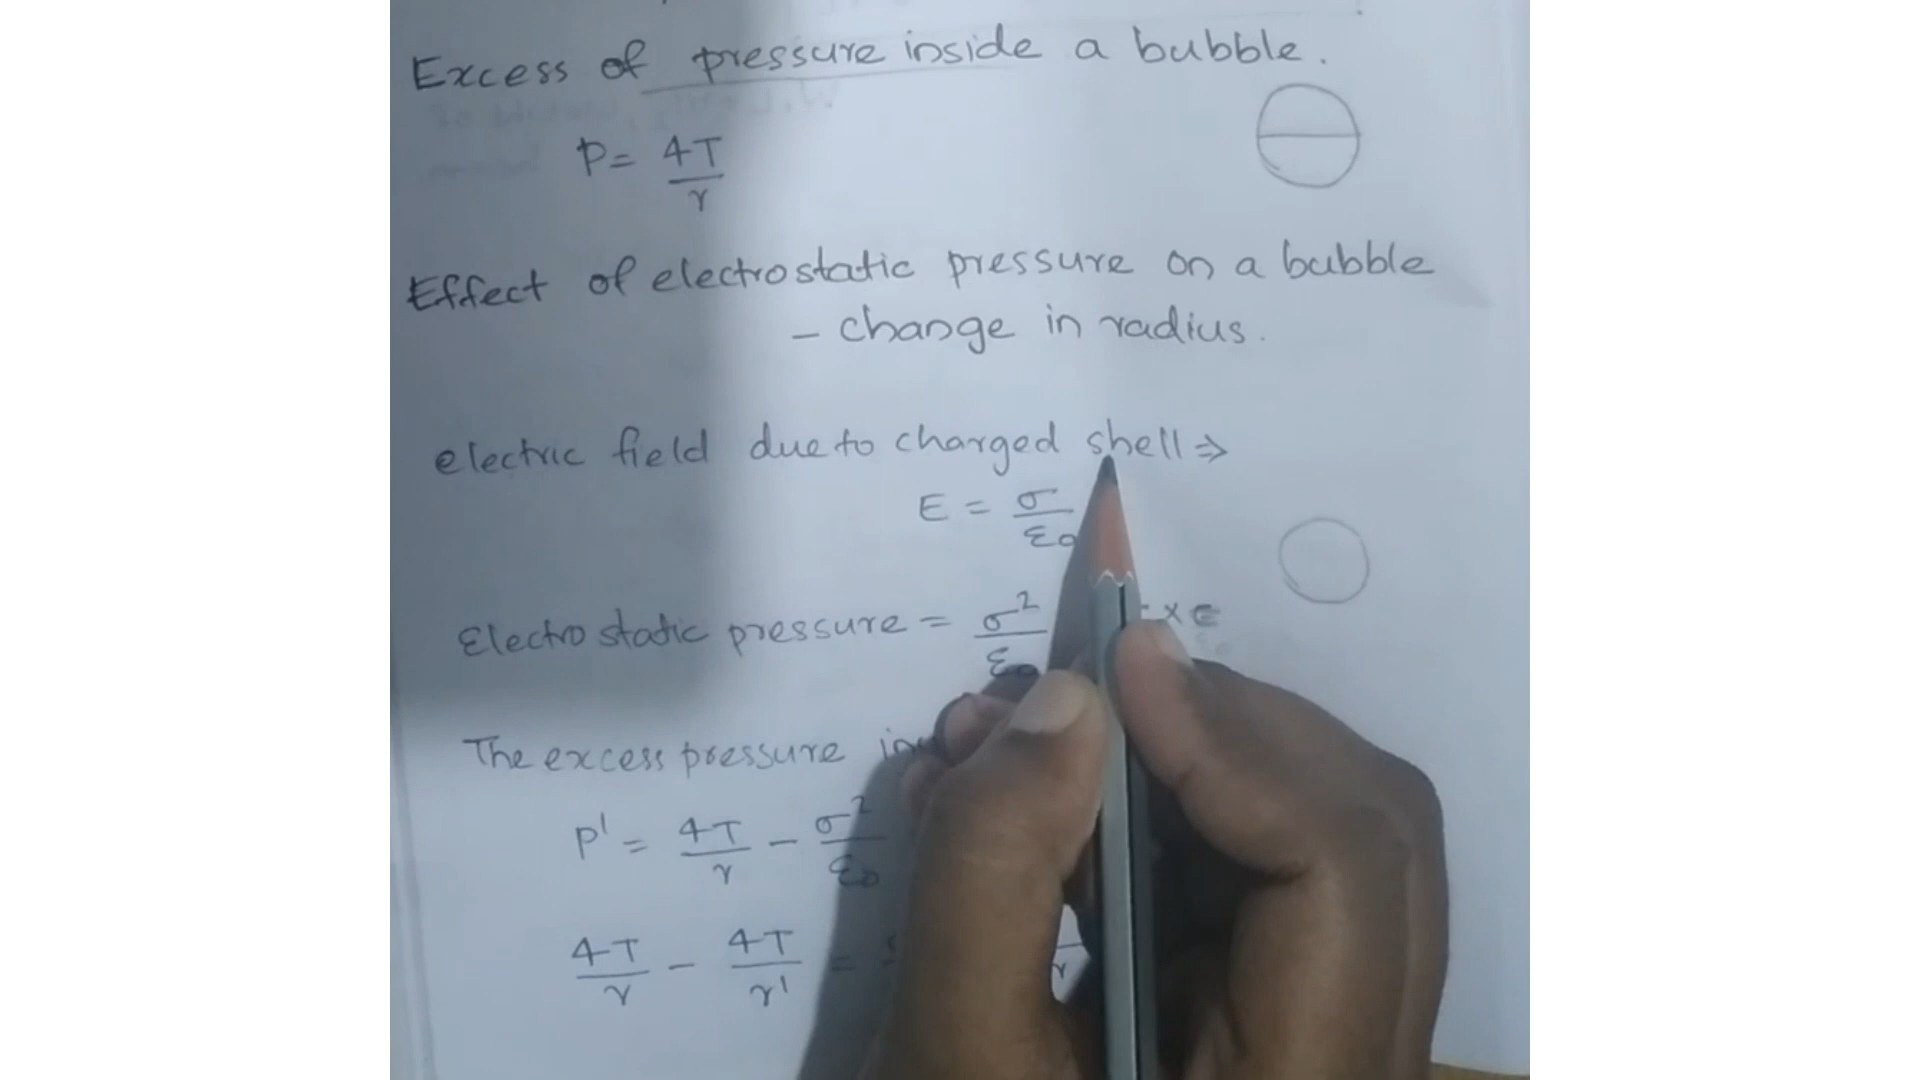 Excess of pressure inside a bubble.
P = 4T/r
Effect of electrostatic pressure on a bubble
- change in radius.
electric field due to charged shell ⇒
E = σ/ε0
Electrostatic pressure = σ²/ε0 × E
The excess pressure
P' = 4T/r - σ²/ε0
4T/r - 4T/r' =